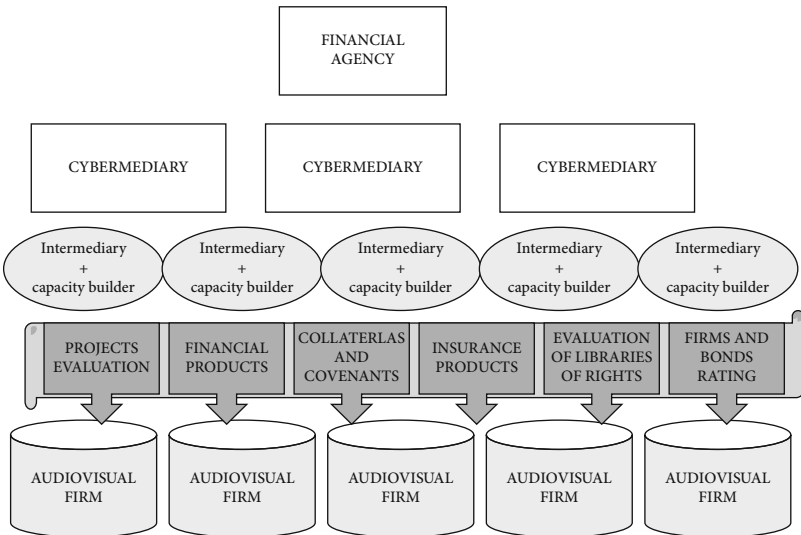 FINANCIAL
AGENCY
CYBERMEDIARY
CYBERMEDIARY
CYBERMEDIARY
Intermediary
+
capacity builder
Intermediary
+
capacity builder
Intermediary
+
capacity builder
Intermediary
+
capacity builder
Intermediary
+
capacity builder
PROJECTS
EVALUATION
FINANCIAL
PRODUCTS
COLLATERLAS
AND
COVENANTS
INSURANCE
PRODUCTS
EVALUATION
OF LIBRARIES
OF RIGHTS
FIRMS AND
BONDS
RATING
AUDIOVISUAL
FIRM
AUDIOVISUAL
FIRM
AUDIOVISUAL
FIRM
AUDIOVISUAL
FIRM
AUDIOVISUAL
FIRM